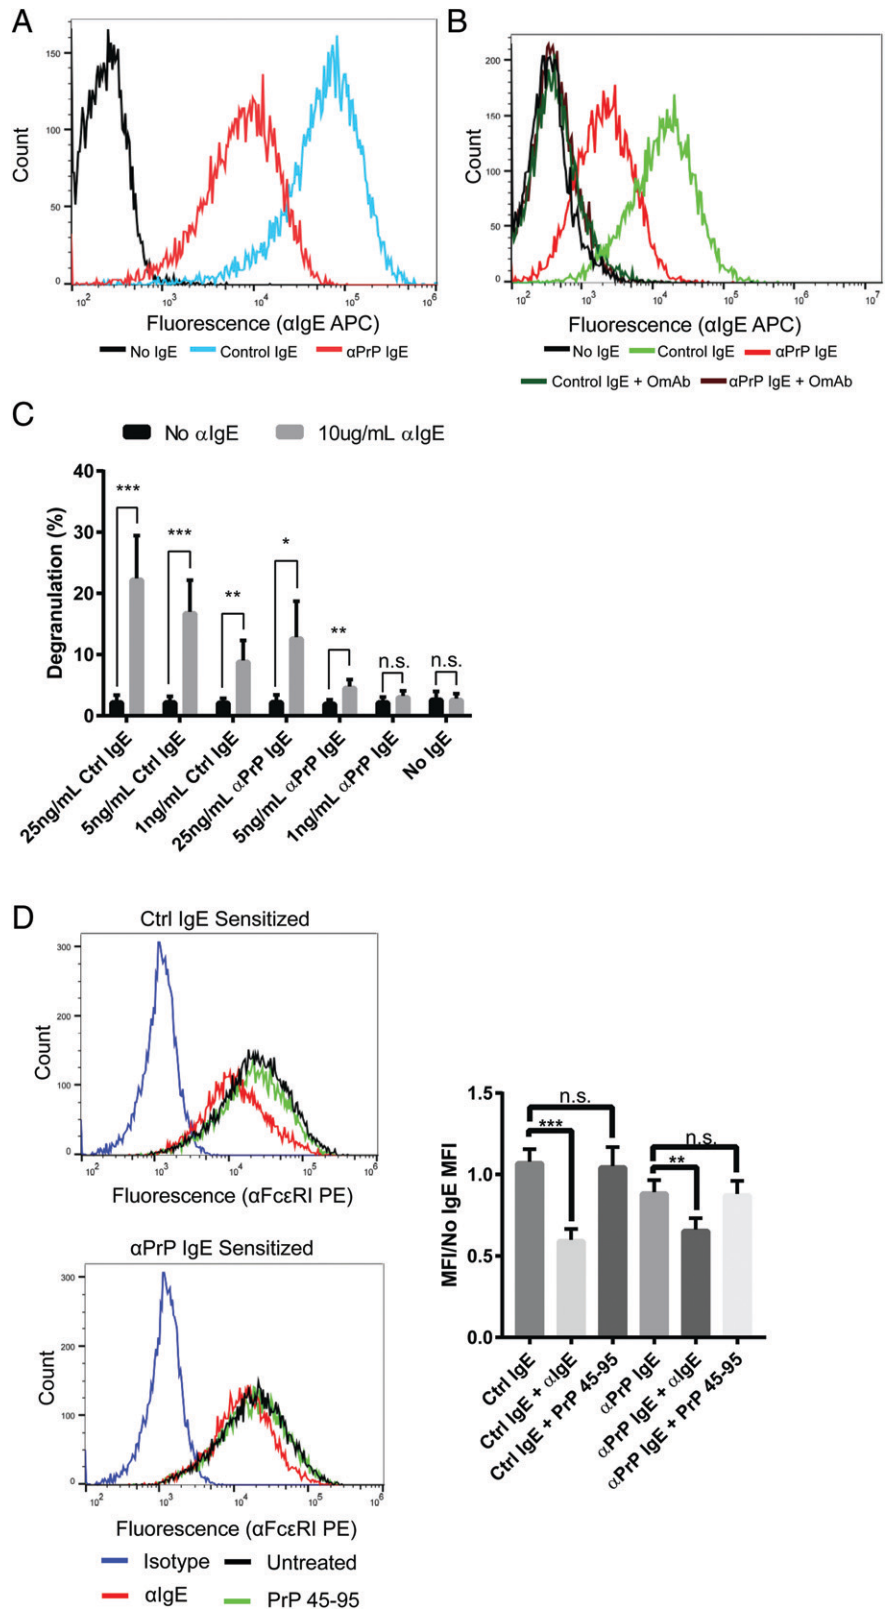 A
Count
150
100
50
0
10² 10³ 10⁴ 10⁵ 10⁶
Fluorescence (αIgE APC)
No IgE Control IgE αPrP IgE
B
Count
200
150
100
50
0
10² 10³ 10⁴ 10⁵ 10⁶ 10⁷
Fluorescence (αIgE APC)
No IgE Control IgE αPrP IgE
Control IgE + OmAb αPrP IgE + OmAb
C
No αIgE 10ug/mL αIgE
Degranulation (%)
40
30
20
10
0
*** *** ** * ** n.s. n.s.
25ng/mL Ctrl IgE
5ng/mL Ctrl IgE
1ng/mL Ctrl IgE
25ng/mL αPrP IgE
5ng/mL αPrP IgE
1ng/mL αPrP IgE
No IgE
D
Ctrl IgE Sensitized
Count
300
200
100
0
10² 10³ 10⁴ 10⁵ 10⁶
Fluorescence (αFcεRI PE)
αPrP IgE Sensitized
Count
300
200
100
0
10² 10³ 10⁴ 10⁵ 10⁶
Fluorescence (αFcεRI PE)
Isotype Untreated
αIgE PrP 45-95
MFI/No IgE MFI
1.5
1.0
0.5
0.0
n.s.
***
n.s.
**
Ctrl IgE
Ctrl IgE + αIgE
Ctrl IgE + PrP 45-95
αPrP IgE
αPrP IgE + αIgE
αPrP IgE + PrP 45-95